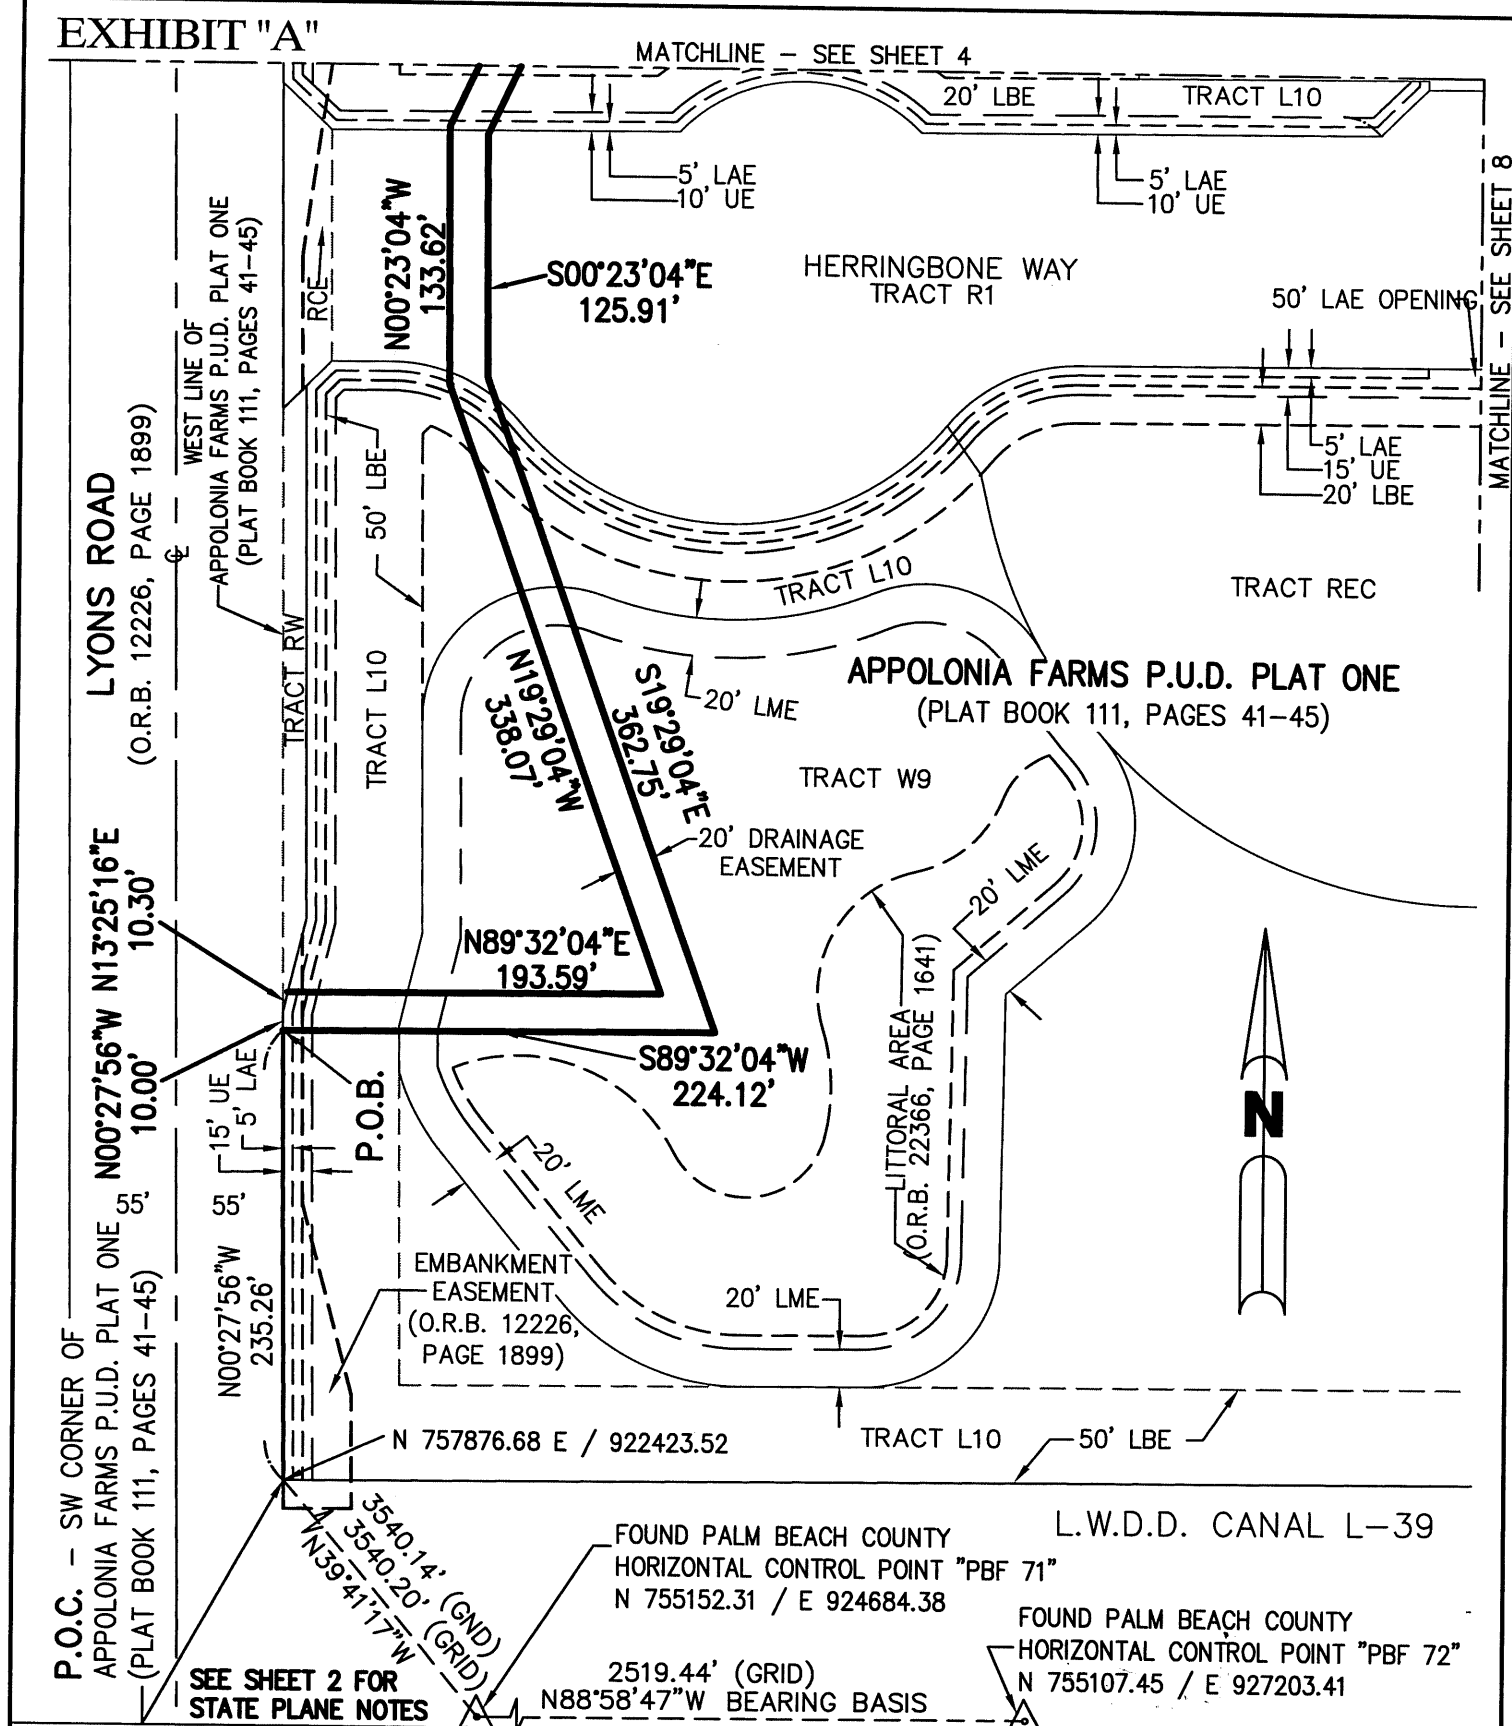 EXHIBIT "A"
MATCHLINE - SEE SHEET 4
20' LBE
TRACT L10
5' LAE
10' UE
5' LAE
10' UE
MATCHLINE - SEE SHEET 8
N00°23'04"W
133.62'
S00°23'04"E
125.91'
HERRINGBONE WAY
TRACT R1
50' LAE OPENING
RCE
WEST LINE OF
APPOLONIA FARMS P.U.D. PLAT ONE
(PLAT BOOK 111, PAGES 41-45)
LYONS ROAD
(O.R.B. 12226, PAGE 1899)
℄
50' LBE
5' LAE
15' UE
20' LBE
TRACT L10
TRACT REC
TRACT RW
TRACT L10
N19°29'04"W
338.07'
S19°29'04"E
362.75'
20' LME
APPOLONIA FARMS P.U.D. PLAT ONE
(PLAT BOOK 111, PAGES 41-45)
TRACT W9
20' DRAINAGE
EASEMENT
20' LME
N13°25'16"E
10.30'
N89°32'04"E
193.59'
N00°27'56"W
10.00'
S89°32'04"W
224.12'
LITTORAL AREA
(O.R.B. 22366, PAGE 1641)
N
15' UE
5' LAE
P.O.B.
55'
55'
20' LME
N00°27'56"W
235.26'
EMBANKMENT
EASEMENT
(O.R.B. 12226,
PAGE 1899)
20' LME
N 757876.68 E / 922423.52
TRACT L10
50' LBE
P.O.C. - SW CORNER OF
APPOLONIA FARMS P.U.D. PLAT ONE
(PLAT BOOK 111, PAGES 41-45)
3540.14' (GND)
3540.20' (GRID)
N39°41'17"W
L.W.D.D. CANAL L-39
FOUND PALM BEACH COUNTY
HORIZONTAL CONTROL POINT "PBF 71"
N 755152.31 / E 924684.38
FOUND PALM BEACH COUNTY
HORIZONTAL CONTROL POINT "PBF 72"
N 755107.45 / E 927203.41
SEE SHEET 2 FOR
STATE PLANE NOTES
2519.44' (GRID)
N88°58'47"W BEARING BASIS